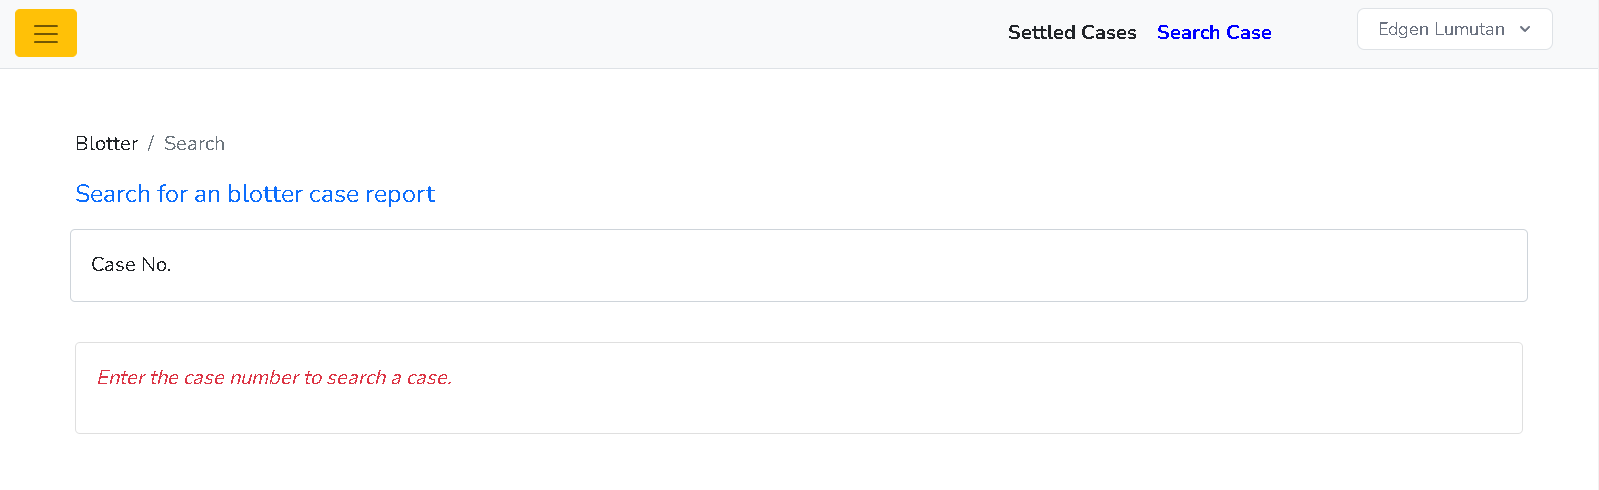 Settled Cases Search Case Edgen Lumutan
Blotter / Search
Search for an blotter case report
Case No.
Enter the case number to search a case.